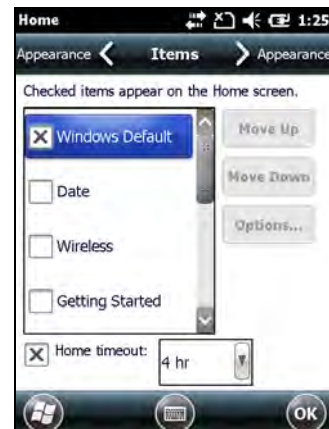 Home 1:25
Appearance Items Appearance
Checked items appear on the Home screen.
Windows Default
Move Up
Date
Move Down
Wireless
Options...
Getting Started
Home timeout: 4 hr
OK